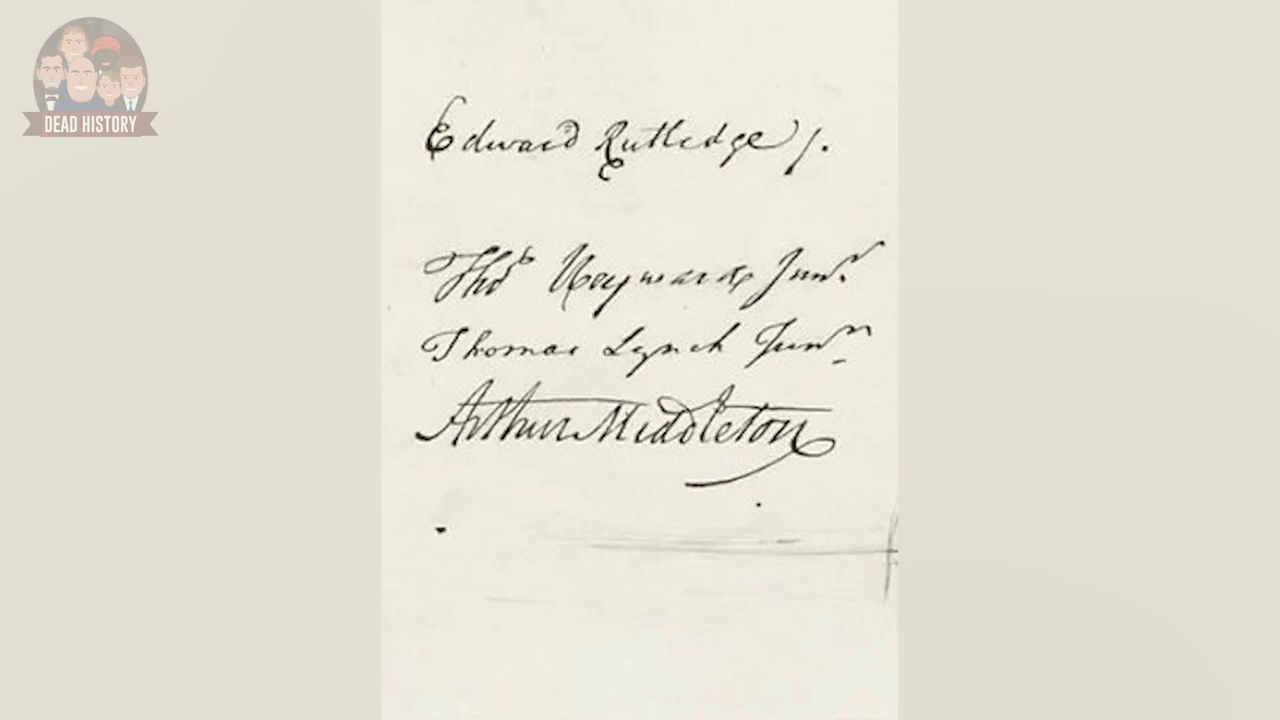 DEAD HISTORY
Edward Rutledge /.
Thos Heyward Junr.
Thomas Lynch Junr
Arthur Middleton